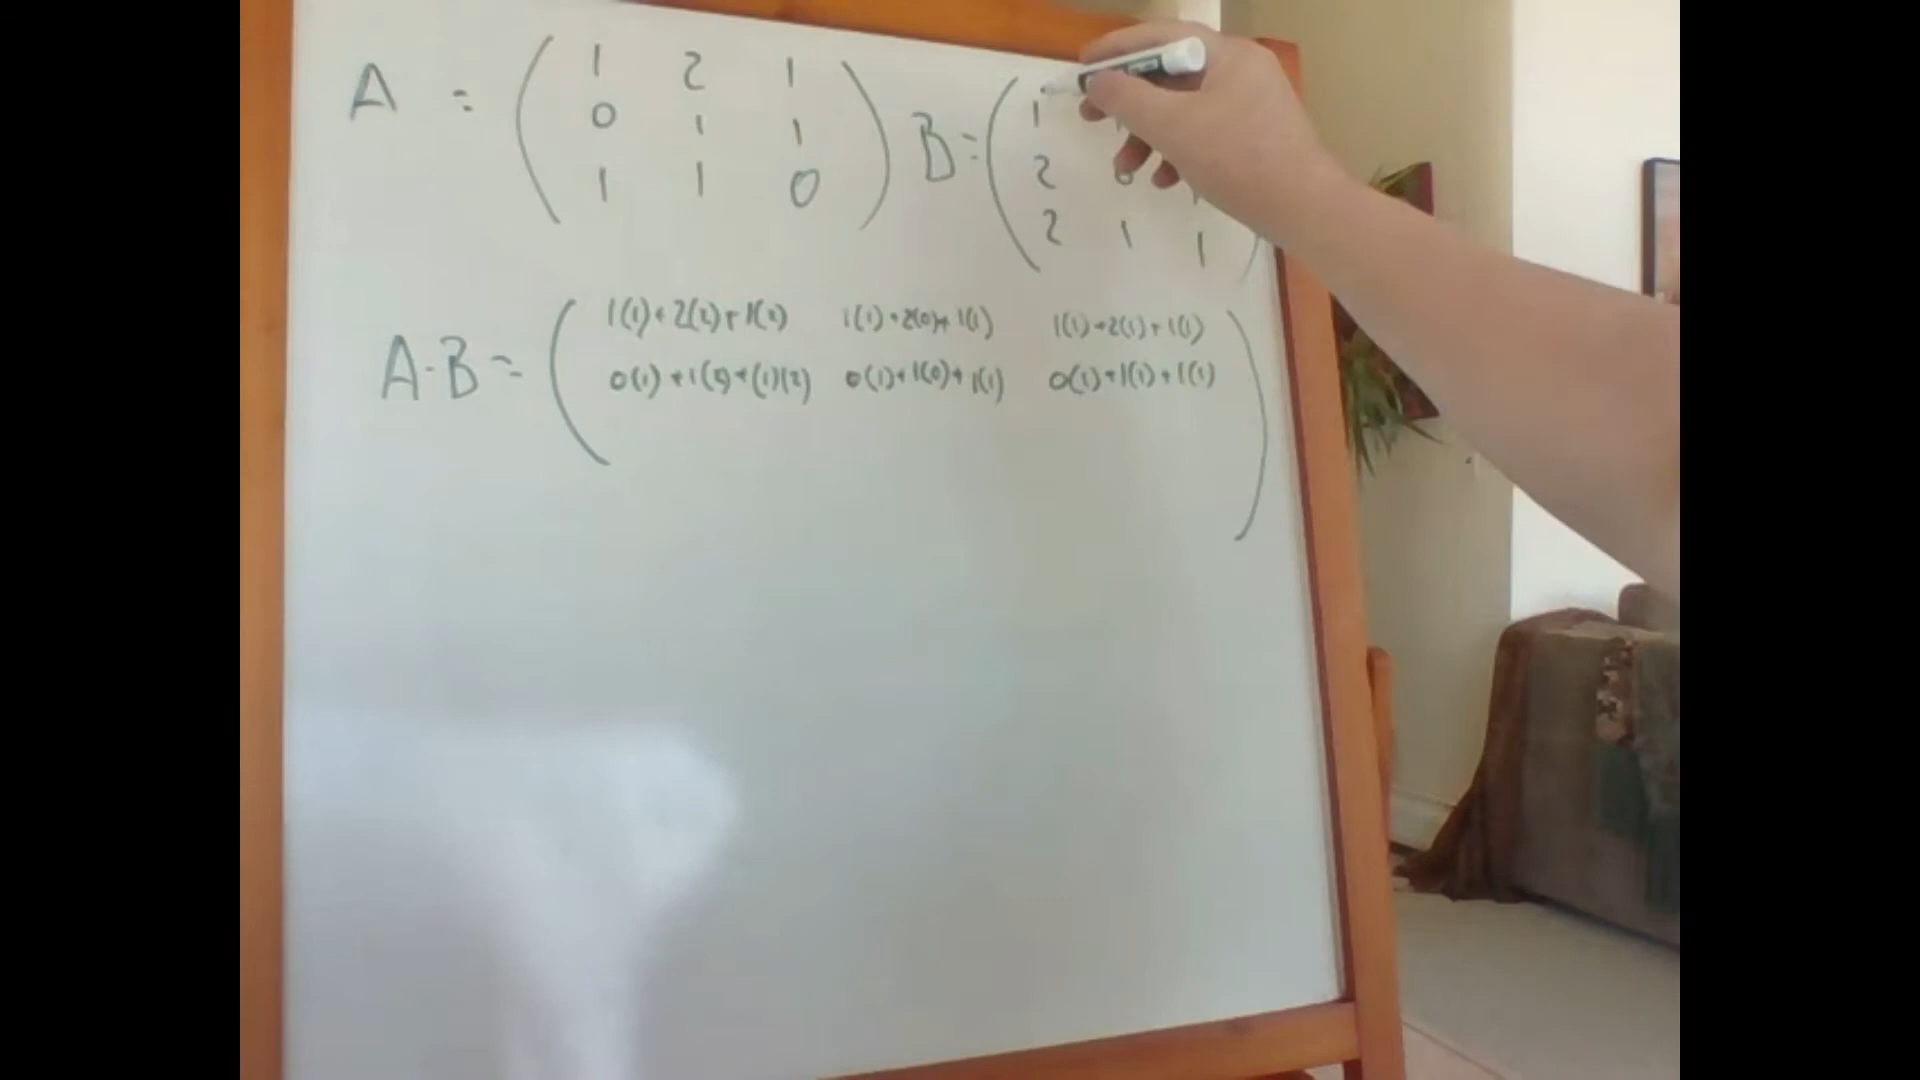 A = ( 1 2 1 ) B = ( 1
0 1 1 2 0 1
1 1 0 2 1 1 )
A·B = ( 1(1)+2(2)+1(2) 1(1)+2(0)+1(1) 1(1)+2(1)+1(1) )
0(1)+1(2)+(1)(2) 0(1)+1(0)+1(1) 0(1)+1(1)+1(1)